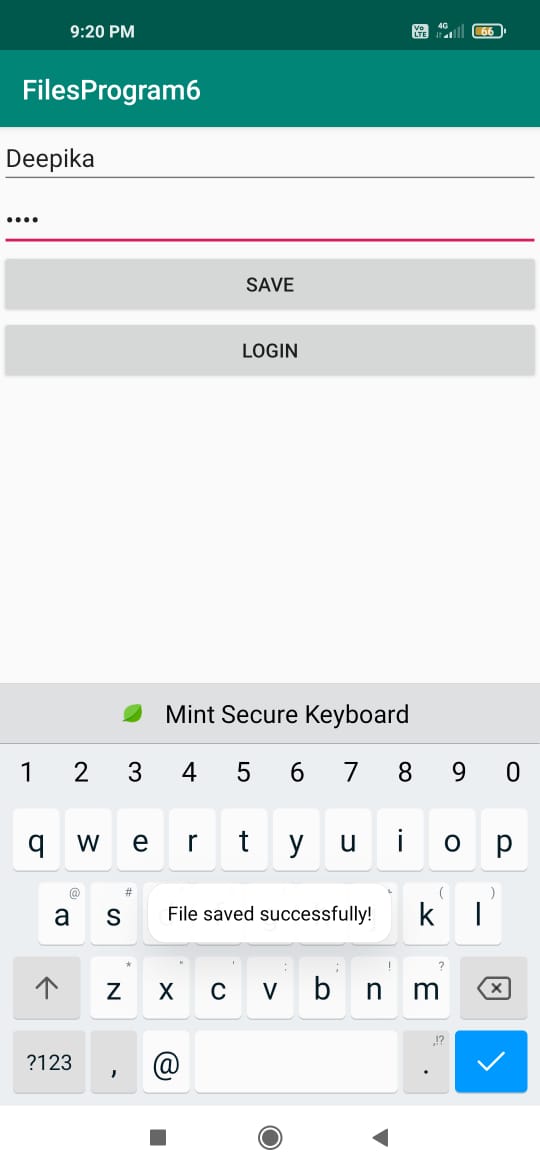 9:20 PM Vo LTE 4G 66
FilesProgram6
Deepika
••••
SAVE
LOGIN
Mint Secure Keyboard
1 2 3 4 5 6 7 8 9 0
q w e r t y u i o p
@ # ( )
a s k l
File saved successfully!
* " ' : ; ! ?
z x c v b n m
,!?
?123 , @ .